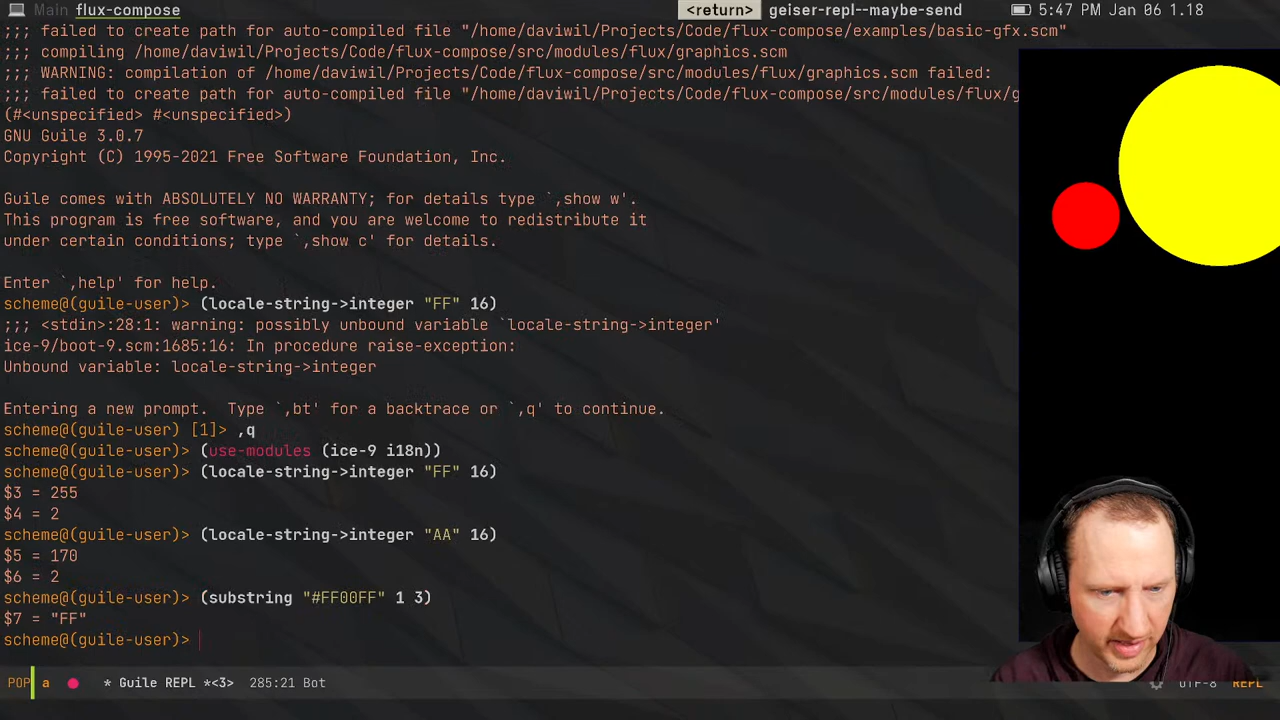 Main flux-compose <return> geiser-repl--maybe-send 5:47 PM Jan 06 1.18
;;; failed to create path for auto-compiled file "/home/daviwil/Projects/Code/flux-compose/examples/basic-gfx.scm"
;;; compiling /home/daviwil/Projects/Code/flux-compose/src/modules/flux/graphics.scm
;;; WARNING: compilation of /home/daviwil/Projects/Code/flux-compose/src/modules/flux/graphics.scm failed:
;;; failed to create path for auto-compiled file "/home/daviwil/Projects/Code/flux-compose/src/modules/flux/g
(#<unspecified> #<unspecified>)
GNU Guile 3.0.7
Copyright (C) 1995-2021 Free Software Foundation, Inc.
Guile comes with ABSOLUTELY NO WARRANTY; for details type `,show w'.
This program is free software, and you are welcome to redistribute it
under certain conditions; type `,show c' for details.
Enter `,help' for help.
scheme@(guile-user)> (locale-string->integer "FF" 16)
;;; <stdin>:28:1: warning: possibly unbound variable `locale-string->integer'
ice-9/boot-9.scm:1685:16: In procedure raise-exception:
Unbound variable: locale-string->integer
Entering a new prompt.  Type `,bt' for a backtrace or `,q' to continue.
scheme@(guile-user) [1]> ,q
scheme@(guile-user)> (use-modules (ice-9 i18n))
scheme@(guile-user)> (locale-string->integer "FF" 16)
$3 = 255
$4 = 2
scheme@(guile-user)> (locale-string->integer "AA" 16)
$5 = 170
$6 = 2
scheme@(guile-user)> (substring "#FF00FF" 1 3)
$7 = "FF"
scheme@(guile-user)>
POP a * Guile REPL *<3> 285:21 Bot UTF-8 REPL